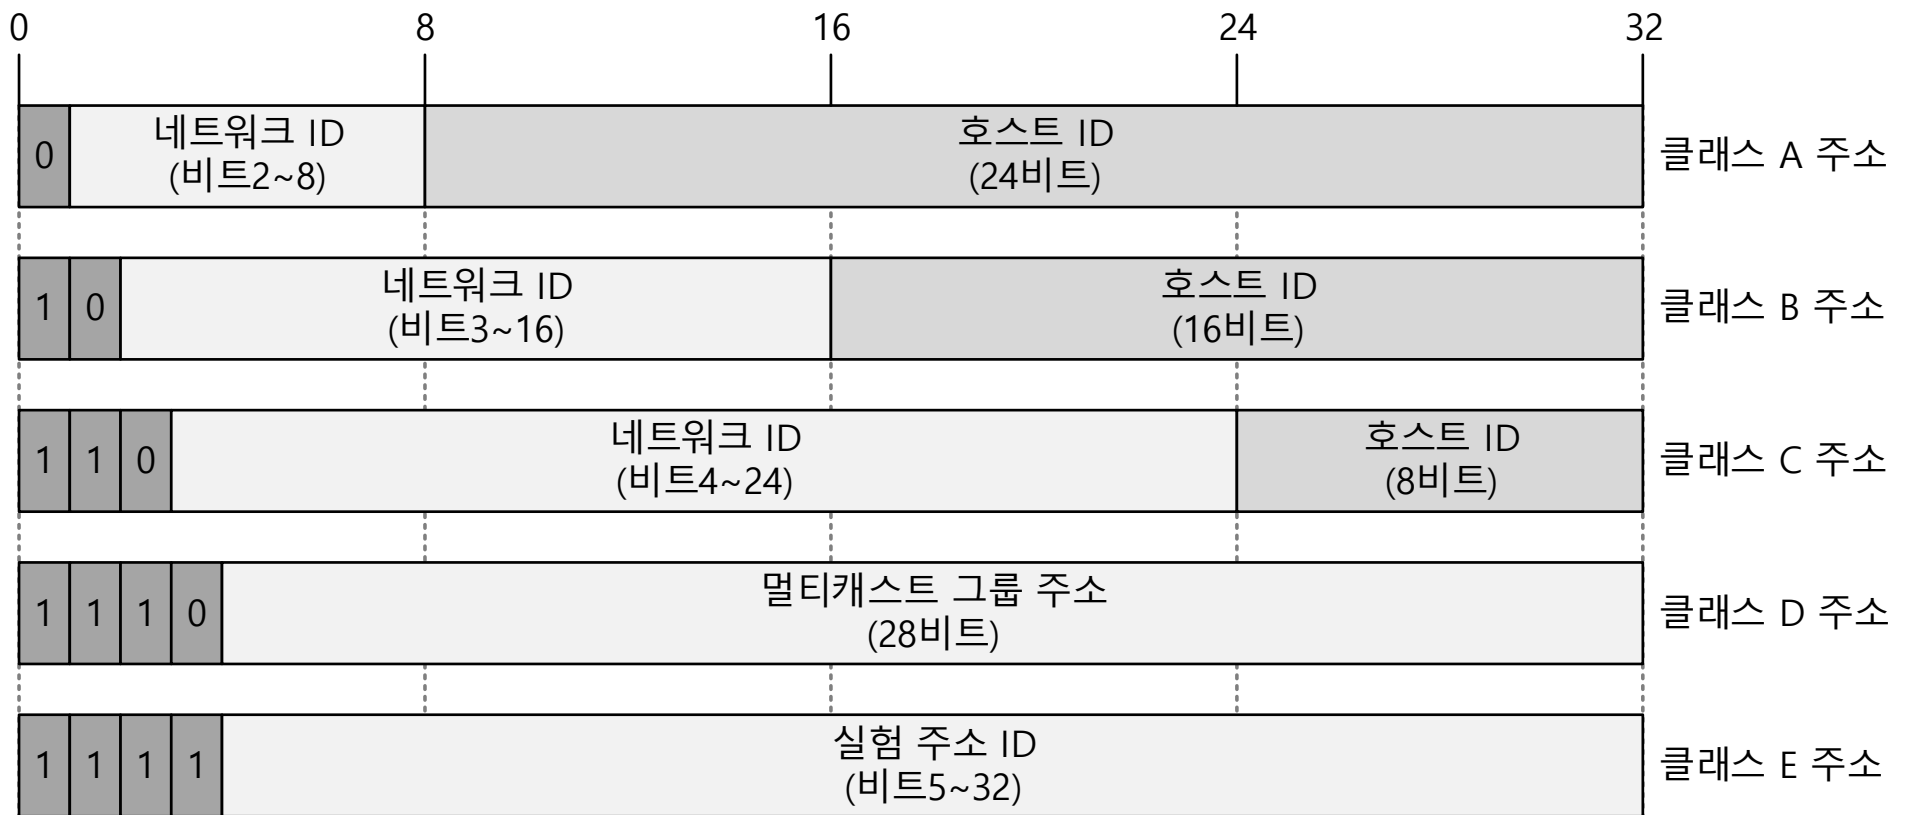 0 8 16 24 32
0 네트워크 ID (비트2~8) 호스트 ID (24비트) 클래스 A 주소
1 0 네트워크 ID (비트3~16) 호스트 ID (16비트) 클래스 B 주소
1 1 0 네트워크 ID (비트4~24) 호스트 ID (8비트) 클래스 C 주소
1 1 1 0 멀티캐스트 그룹 주소 (28비트) 클래스 D 주소
1 1 1 1 실험 주소 ID (비트5~32) 클래스 E 주소